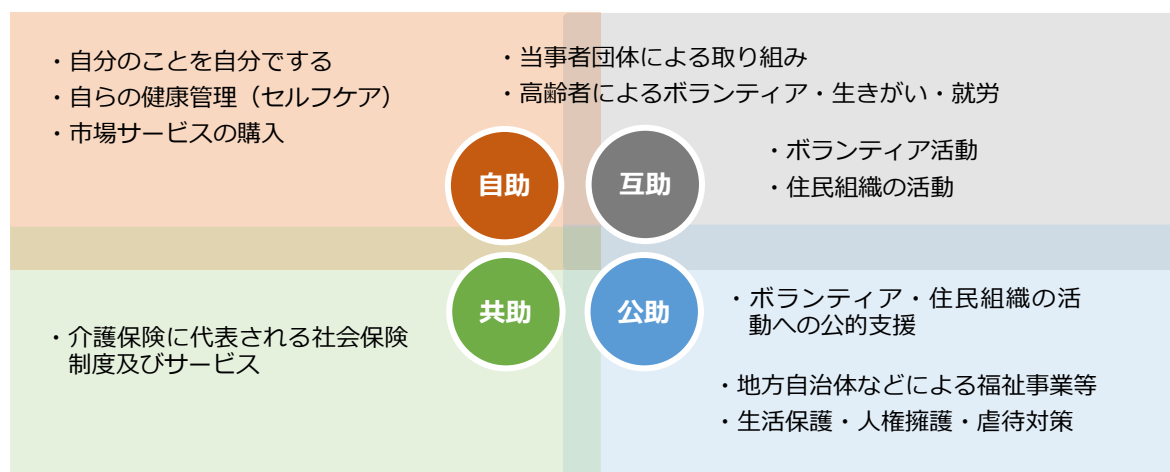 ・自分のことを自分でする
・自らの健康管理（セルフケア）
・市場サービスの購入
・当事者団体による取り組み
・高齢者によるボランティア・生きがい・就労
・ボランティア活動
・住民組織の活動
自助
互助
共助
公助
・介護保険に代表される社会保険
制度及びサービス
・ボランティア・住民組織の活
動への公的支援
・地方自治体などによる福祉事業等
・生活保護・人権擁護・虐待対策